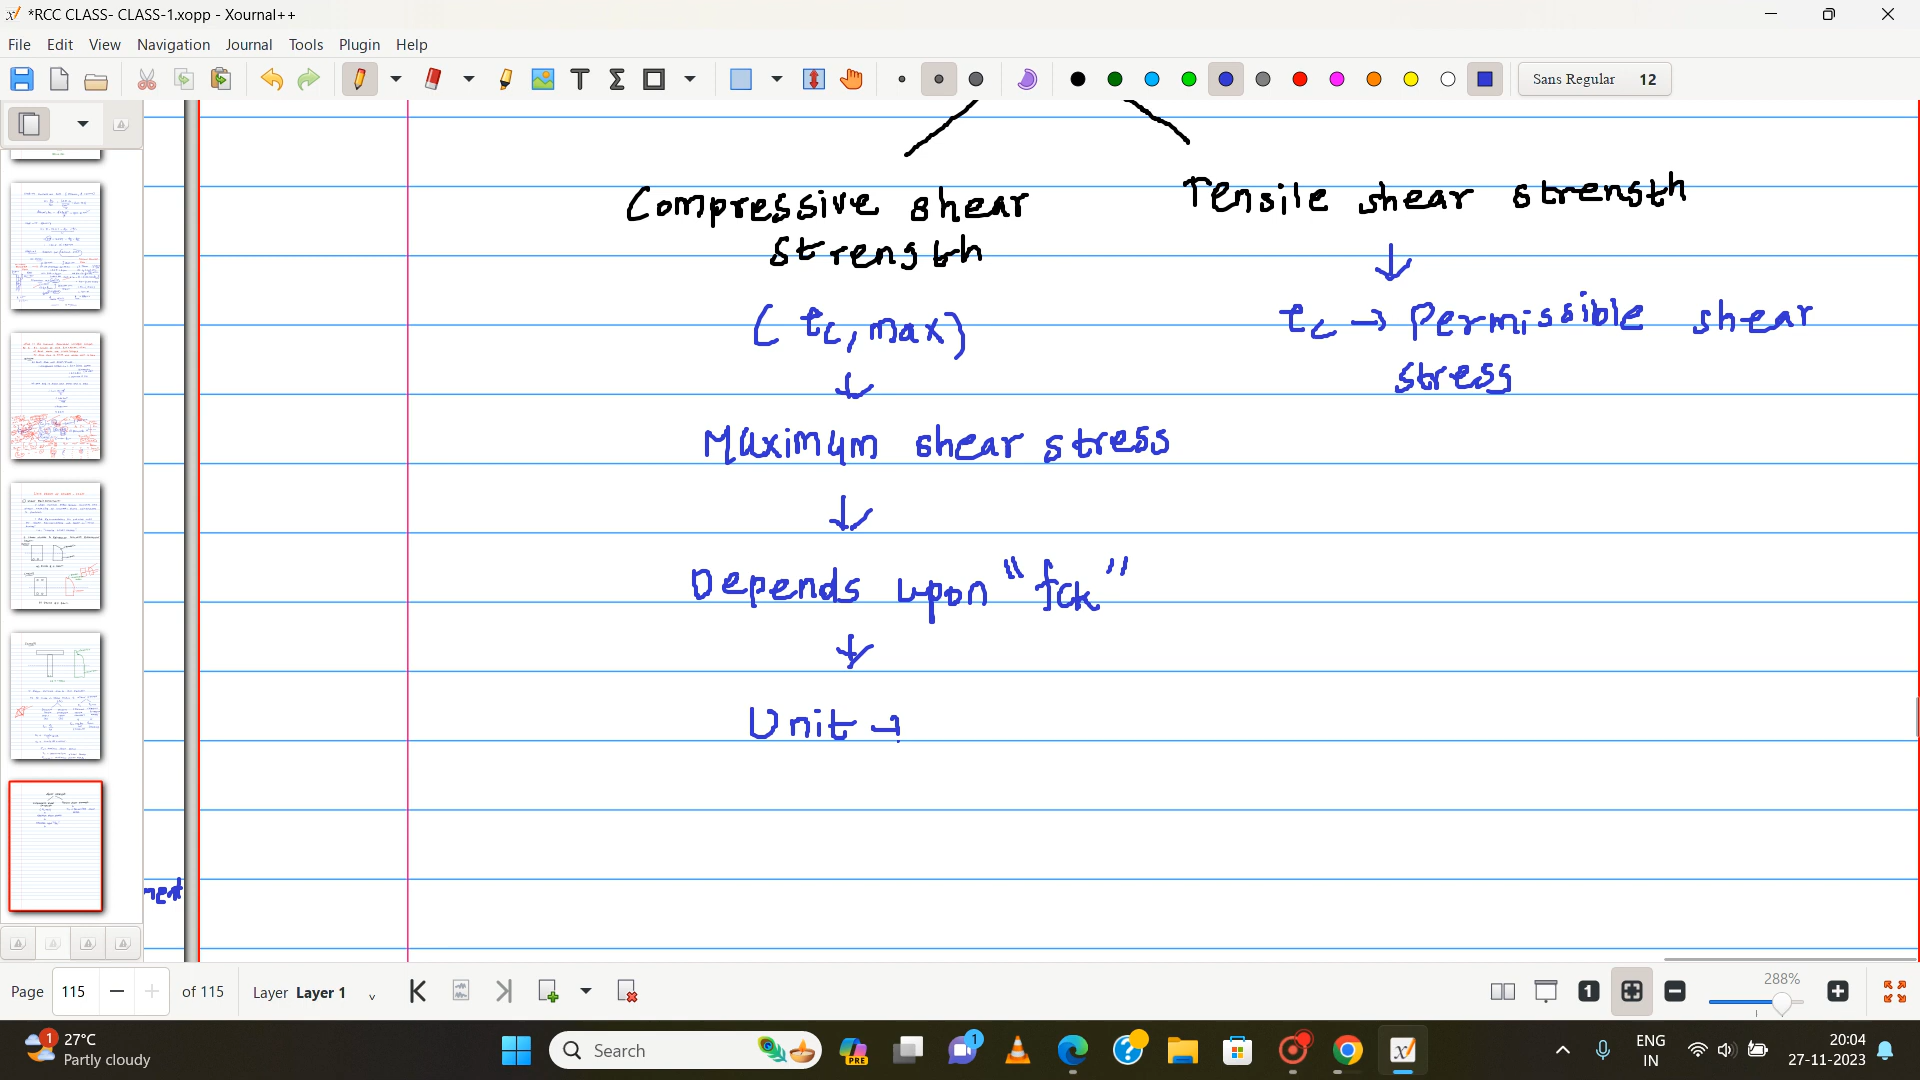 *RCC CLASS- CLASS-1.xopp - Xournal++
File Edit View Navigation Journal Tools Plugin Help
Sans Regular 12
Compressive shear
strength
Tensile shear strength
(τc, max)
τc → Permissible shear
stress
Maximum shear stress
Depends upon "fck"
Unit →
ment
Page 115 of 115 Layer Layer 1
288%
27°C
Partly cloudy
Search
PRE
ENG
IN
20:04
27-11-2023